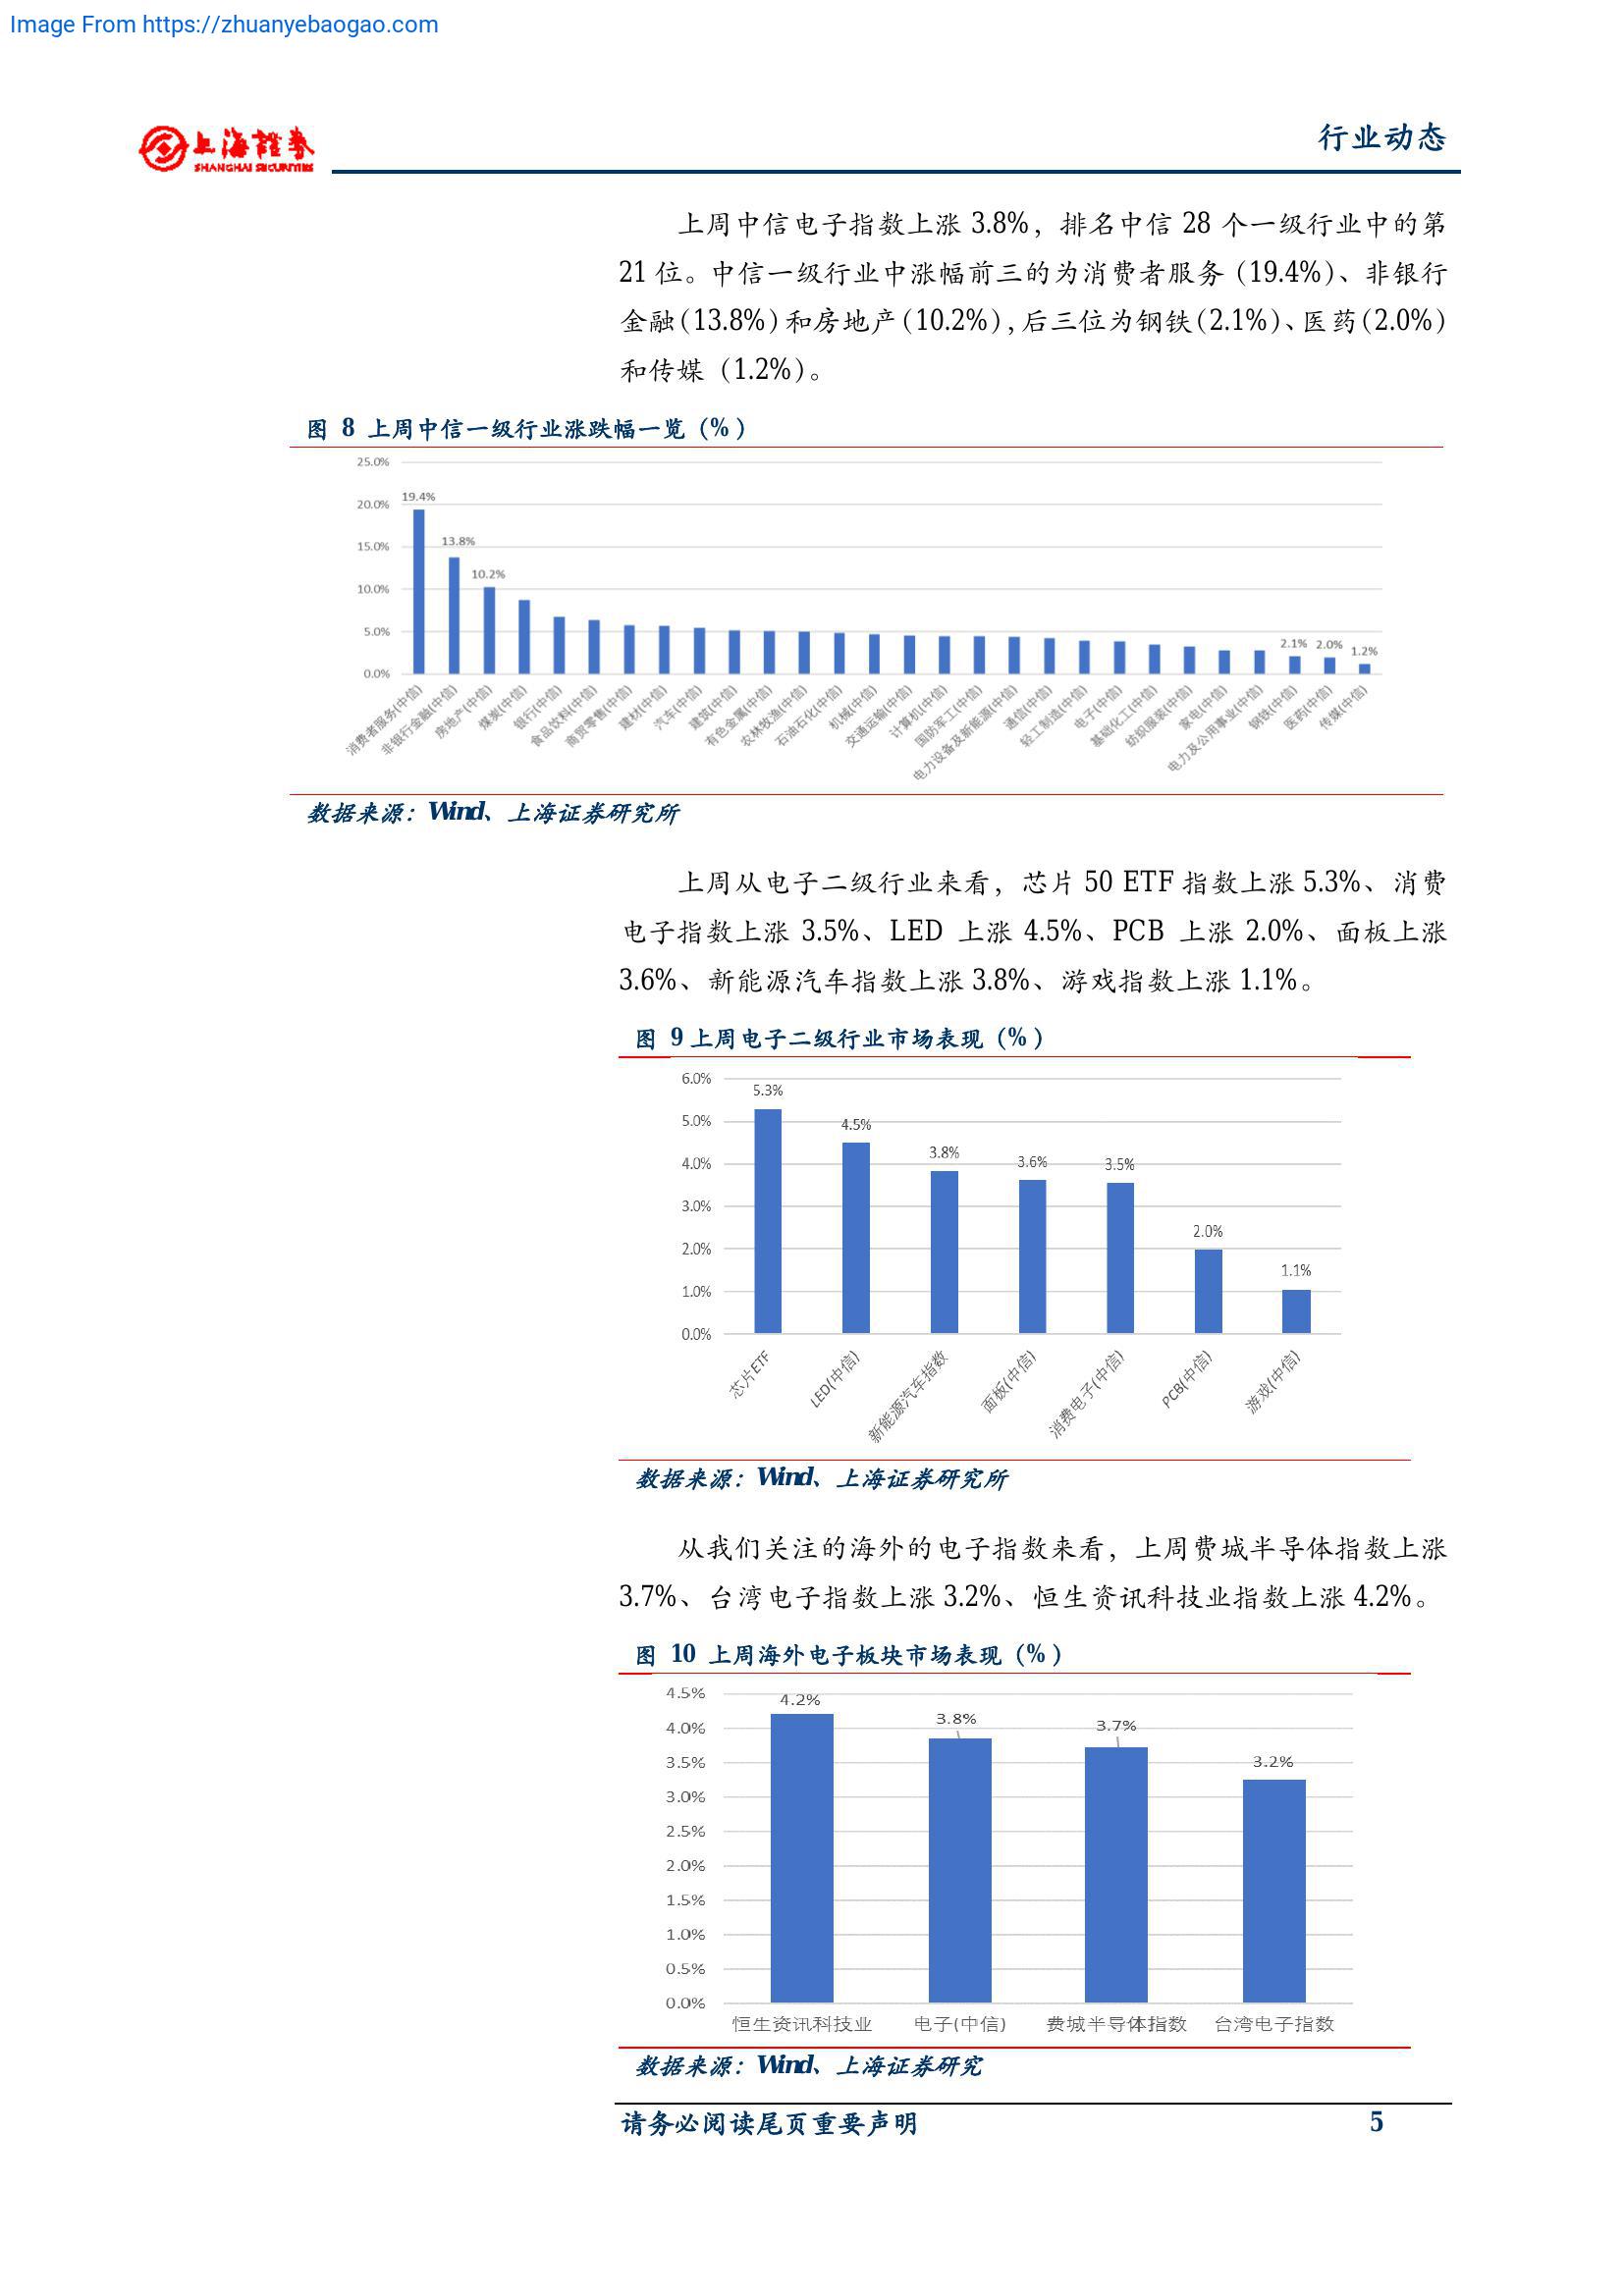 Image From https://zhuanyebaogao.com
上海證券
SHANGHAI SECURITIES
行业动态
上周中信电子指数上涨 3.8%，排名中信 28 个一级行业中的第
21 位。中信一级行业中涨幅前三的为消费者服务（19.4%）、非银行
金融（13.8%）和房地产（10.2%），后三位为钢铁（2.1%）、医药（2.0%）
和传媒（1.2%）。
图 8 上周中信一级行业涨跌幅一览（%）
25.0%
20.0%
15.0%
10.0%
5.0%
0.0%
19.4%
13.8%
10.2%
2.1%
2.0%
1.2%
消费者服务(中信)
非银行金融(中信)
房地产(中信)
煤炭(中信)
银行(中信)
食品饮料(中信)
商贸零售(中信)
建材(中信)
汽车(中信)
建筑(中信)
有色金属(中信)
农林牧渔(中信)
石油石化(中信)
机械(中信)
交通运输(中信)
计算机(中信)
国防军工(中信)
电力设备及新能源(中信)
通信(中信)
轻工制造(中信)
电子(中信)
基础化工(中信)
纺织服装(中信)
家电(中信)
电力及公用事业(中信)
钢铁(中信)
医药(中信)
传媒(中信)
数据来源：Wind、上海证券研究所
上周从电子二级行业来看，芯片 50 ETF 指数上涨 5.3%、消费
电子指数上涨 3.5%、LED 上涨 4.5%、PCB 上涨 2.0%、面板上涨
3.6%、新能源汽车指数上涨 3.8%、游戏指数上涨 1.1%。
图 9 上周电子二级行业市场表现（%）
6.0%
5.0%
4.0%
3.0%
2.0%
1.0%
0.0%
5.3%
4.5%
3.8%
3.6%
3.5%
2.0%
1.1%
芯片ETF
LED(中信)
新能源汽车指数
面板(中信)
消费电子(中信)
PCB(中信)
游戏(中信)
数据来源：Wind、上海证券研究所
从我们关注的海外的电子指数来看，上周费城半导体指数上涨
3.7%、台湾电子指数上涨 3.2%、恒生资讯科技业指数上涨 4.2%。
图 10 上周海外电子板块市场表现（%）
4.5%
4.0%
3.5%
3.0%
2.5%
2.0%
1.5%
1.0%
0.5%
0.0%
4.2%
3.8%
3.7%
3.2%
恒生资讯科技业
电子(中信)
费城半导体指数
台湾电子指数
数据来源：Wind、上海证券研究
请务必阅读尾页重要声明
5